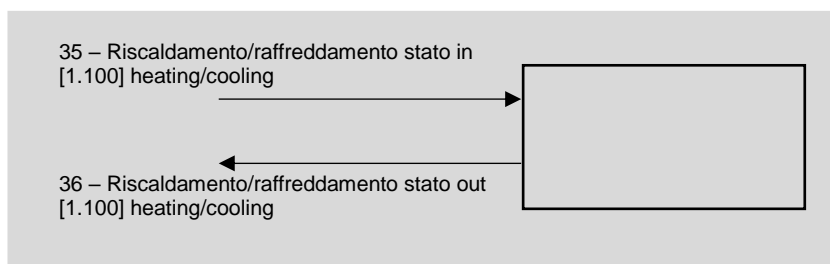 35 – Riscaldamento/raffreddamento stato in
[1.100] heating/cooling
36 – Riscaldamento/raffreddamento stato out
[1.100] heating/cooling